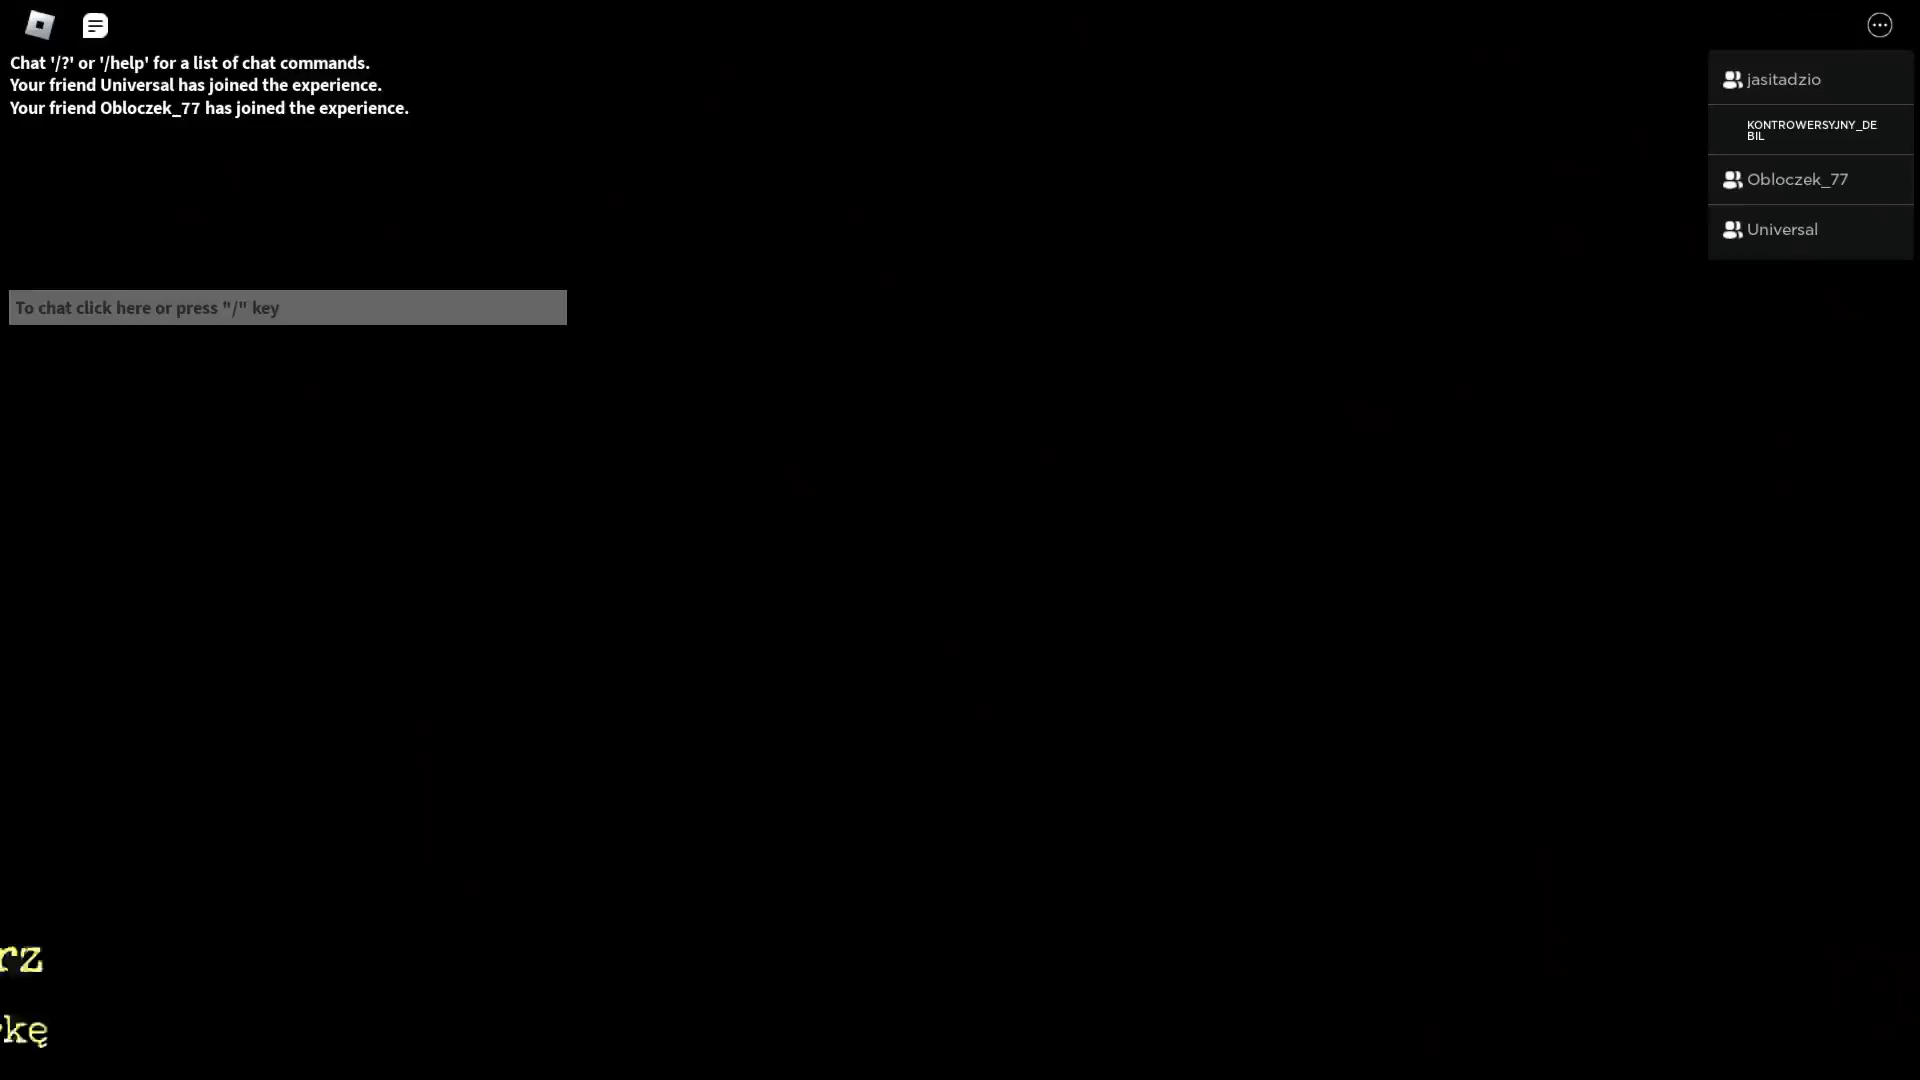 Chat '/?' or '/help' for a list of chat commands.
Your friend Universal has joined the experience.
Your friend Obloczek_77 has joined the experience.
To chat click here or press "/" key
jasitadzio
KONTROWERSYJNY_DE
BIL
Obloczek_77
Universal
rz
kę